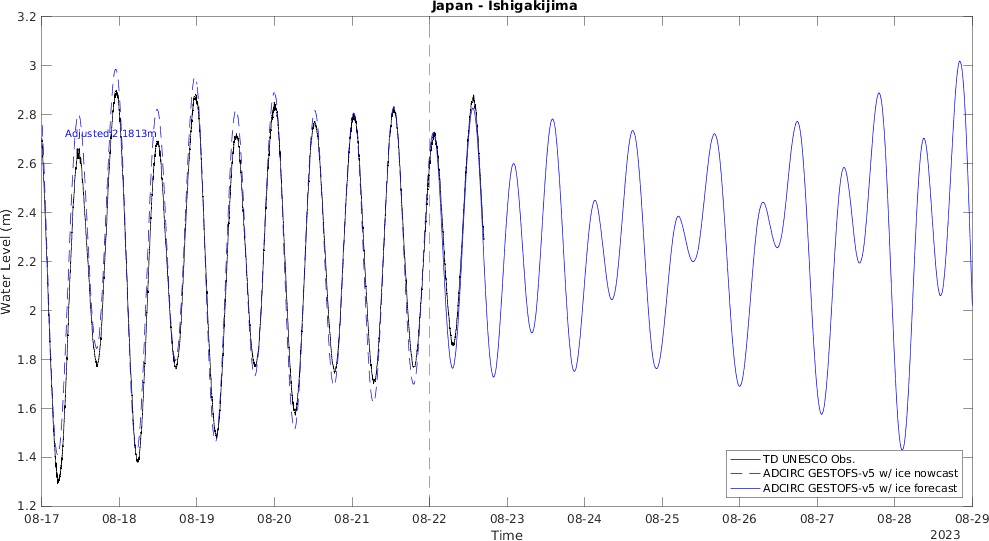 Japan - Ishigakijima
3.2
3
2.8
2.6
2.4
2.2
2
1.8
1.6
1.4
1.2
Water Level (m)
Adjusted 2.1813m
TD UNESCO Obs.
ADCIRC GESTOFS-v5 w/ ice nowcast
ADCIRC GESTOFS-v5 w/ ice forecast
08-17 08-18 08-19 08-20 08-21 08-22 08-23 08-24 08-25 08-26 08-27 08-28 08-29
Time
2023